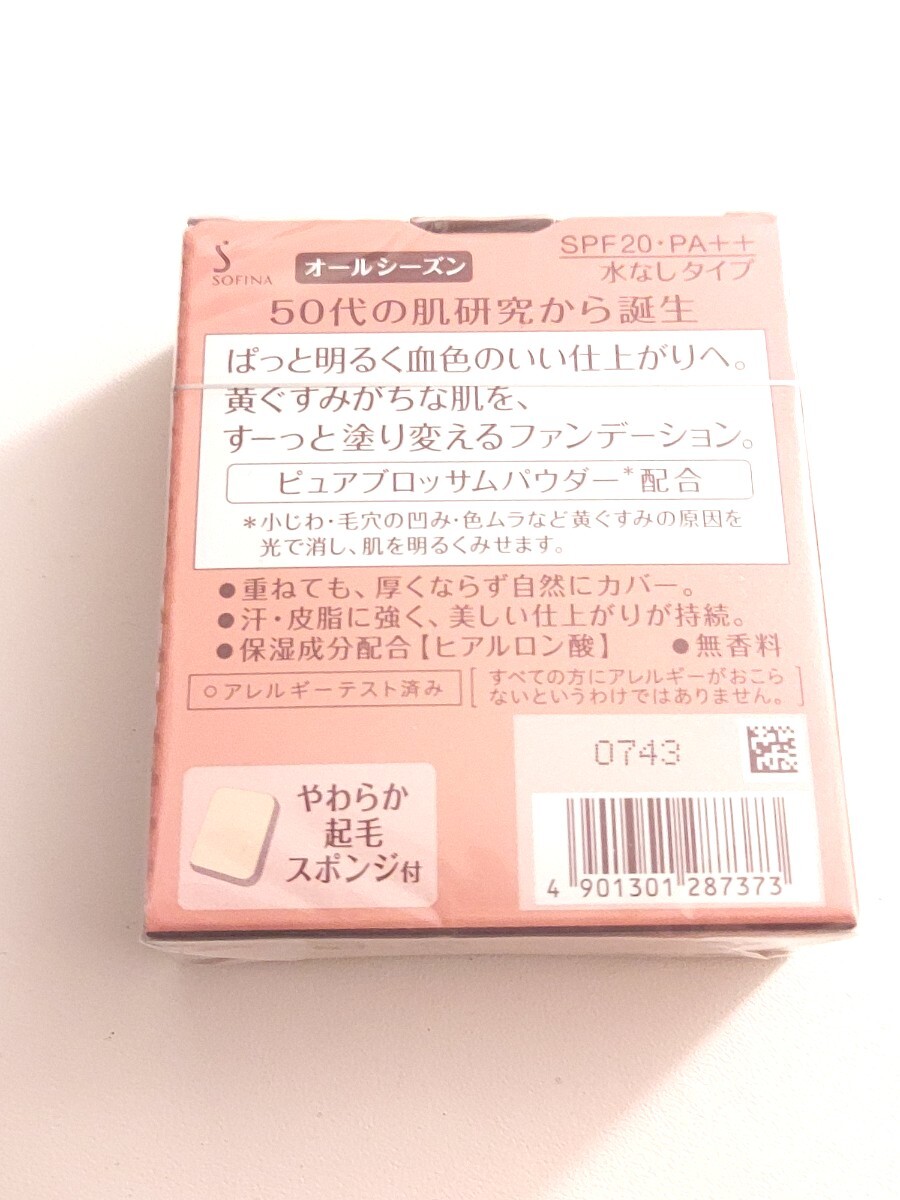 SOFINA
オールシーズン
SPF20・PA++
水なしタイプ
50代の肌研究から誕生
ぱっと明るく血色のいい仕上がりへ。
黄ぐすみがちな肌を、
すーっと塗り変えるファンデーション。
ピュアブロッサムパウダー*配合
*小じわ・毛穴の凹み・色ムラなど黄ぐすみの原因を
光で消し、肌を明るくみせます。
●重ねても、厚くならず自然にカバー。
●汗・皮脂に強く、美しい仕上がりが持続。
●保湿成分配合【ヒアルロン酸】 ●無香料
○アレルギーテスト済み
すべての方にアレルギーがおこら
ないというわけではありません。
0743
やわらか
起毛
スポンジ付
4 901301 287373